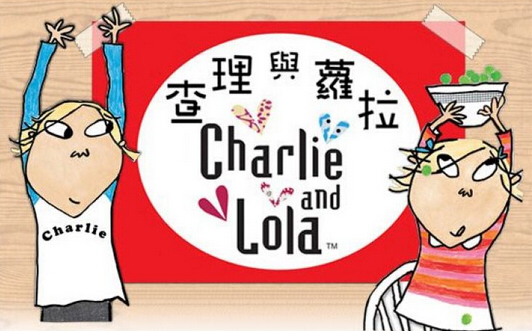 查理與蘿拉
Charlie
and
Lola™
Charlie